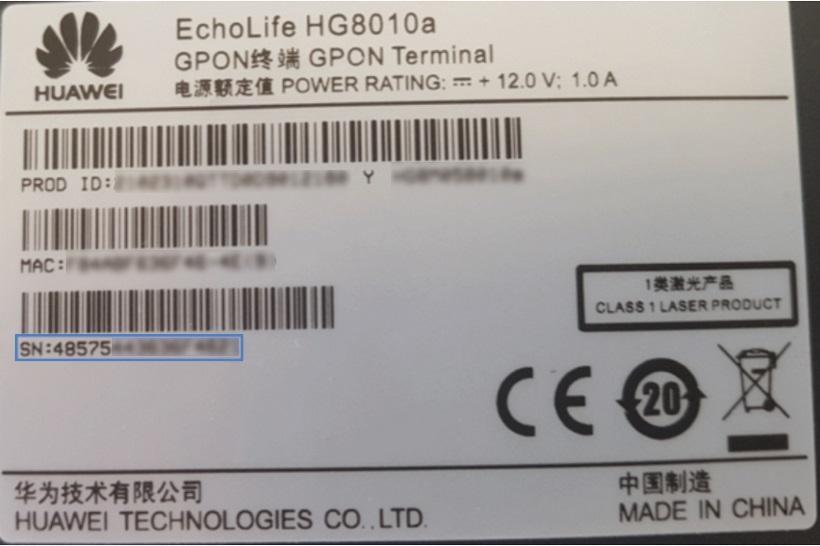 HUAWEI
EchoLife HG8010a
GPON终端 GPON Terminal
电源额定值 POWER RATING: ⎓ + 12.0 V; 1.0 A
PROD ID: Y
MAC:
SN:48575
1类激光产品
CLASS 1 LASER PRODUCT
CE
20
华为技术有限公司
HUAWEI TECHNOLOGIES CO.,LTD.
中国制造
MADE IN CHINA